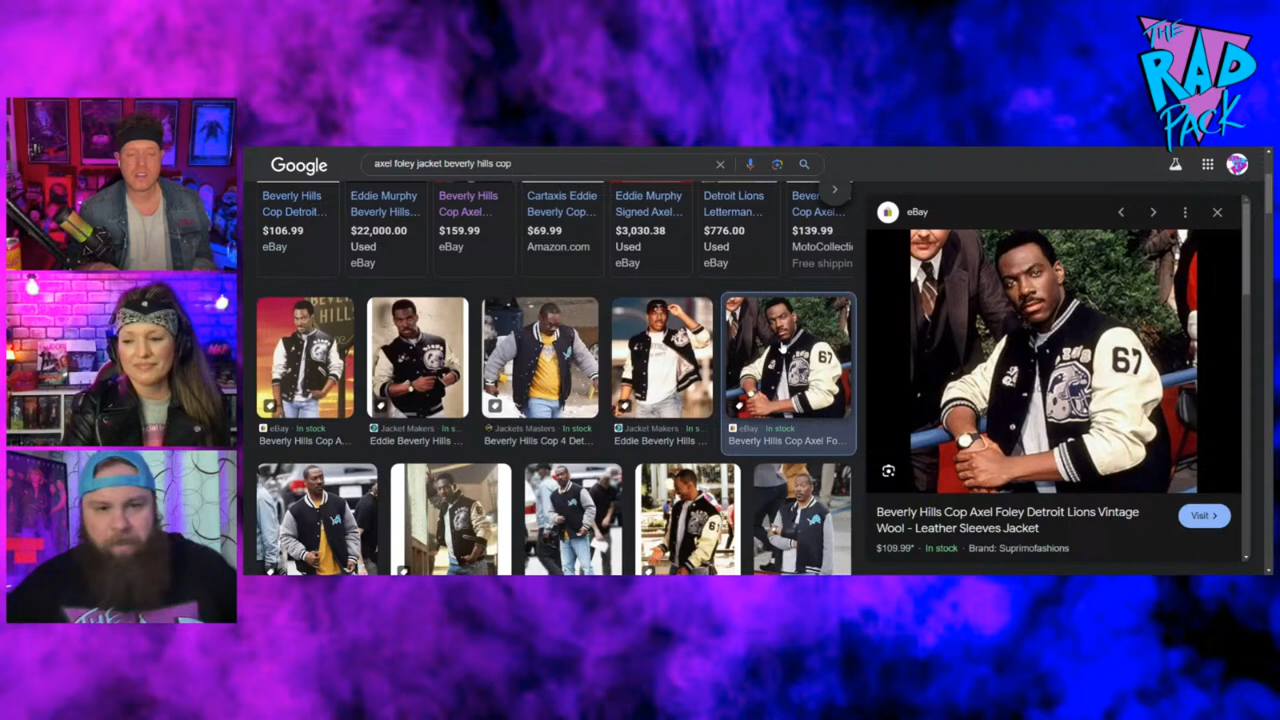 THE
RAD
PACK
Google
axel foley jacket beverly hills cop
Beverly Hills
Cop Detroit...
$106.99
eBay
Eddie Murphy
Beverly Hills...
$22,000.00
Used
eBay
Beverly Hills
Cop Axel...
$159.99
eBay
Cartaxis Eddie
Beverly Cop...
$69.99
Amazon.com
Eddie Murphy
Signed Axel...
$3,030.38
Used
eBay
Detroit Lions
Letterman...
$776.00
Used
eBay
Beve
Cop Axel
$139.99
MotoCollecti
Free shippin
eBay · In stock
Beverly Hills Cop A...
Jacket Makers · In s...
Eddie Beverly Hills ...
Jackets Masters · In s...
Beverly Hills Cop 4 Det...
Jacket Makers · In s...
Eddie Beverly Hills ...
67
eBay · In stock
Beverly Hills Cop Axel Fo...
eBay
67
Beverly Hills Cop Axel Foley Detroit Lions Vintage
Wool - Leather Sleeves Jacket
$109.99* · In stock · Brand: Suprimofashions
Visit